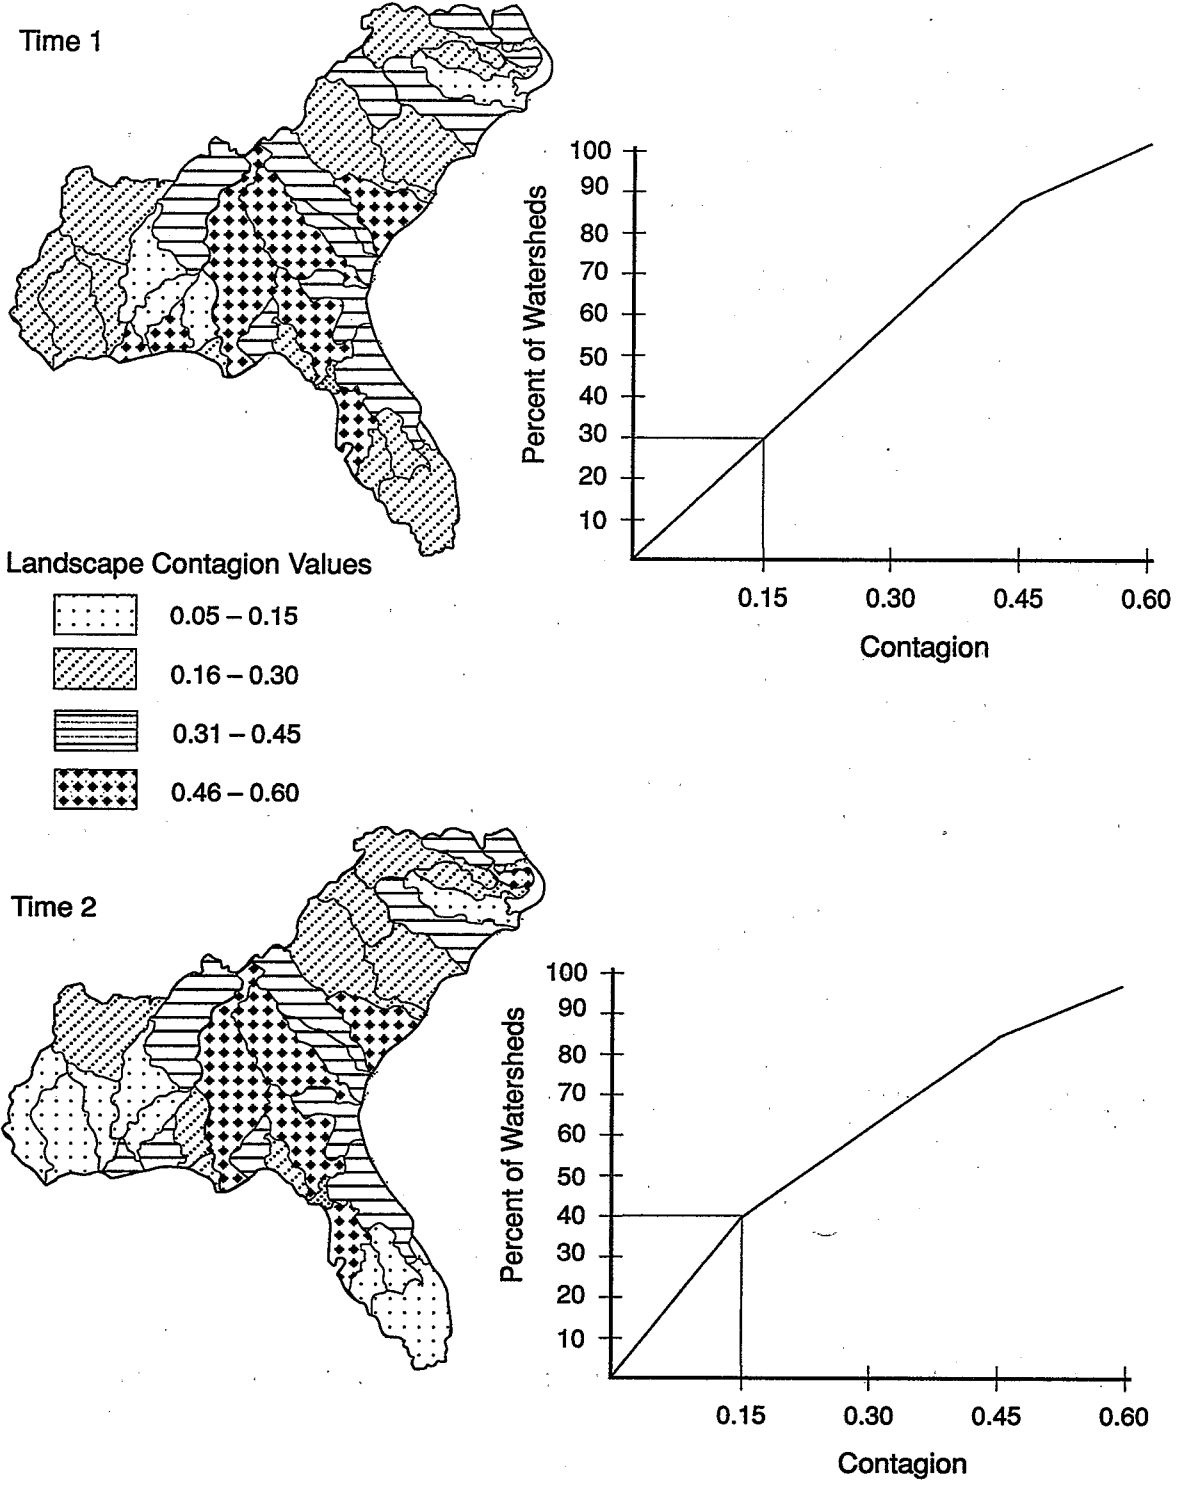 Time 1
Percent of Watersheds
100
90
80
70
60
50
40
30
20
10
0.15 0.30 0.45 0.60
Contagion
Landscape Contagion Values
0.05 – 0.15
0.16 – 0.30
0.31 – 0.45
0.46 – 0.60
Time 2
Percent of Watersheds
100
90
80
70
60
50
40
30
20
10
0.15 0.30 0.45 0.60
Contagion